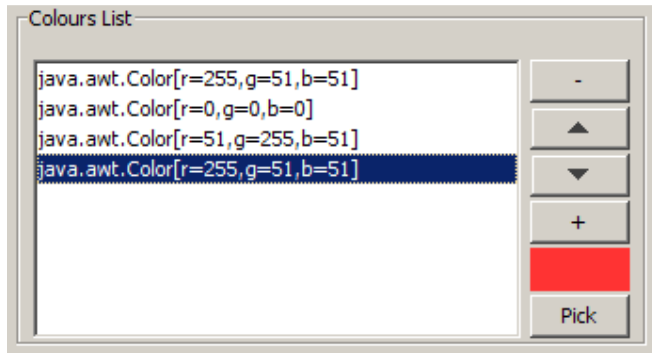 Colours List
java.awt.Color[r=255,g=51,b=51]
java.awt.Color[r=0,g=0,b=0]
java.awt.Color[r=51,g=255,b=51]
java.awt.Color[r=255,g=51,b=51]
-
+
Pick